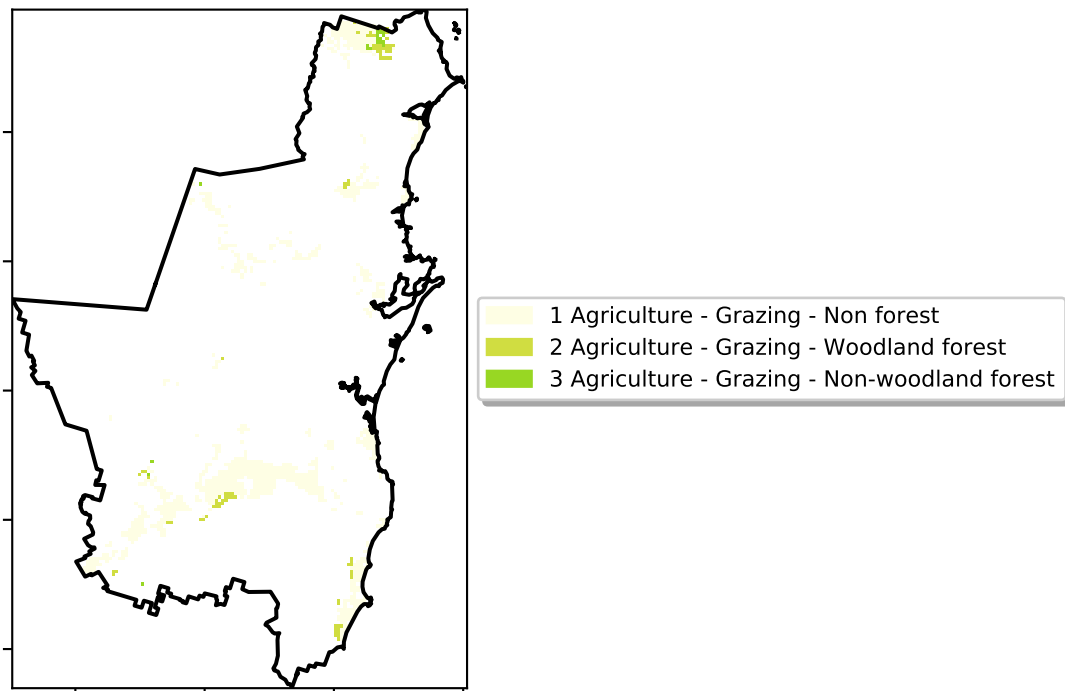 1 Agriculture - Grazing - Non forest
2 Agriculture - Grazing - Woodland forest
3 Agriculture - Grazing - Non-woodland forest